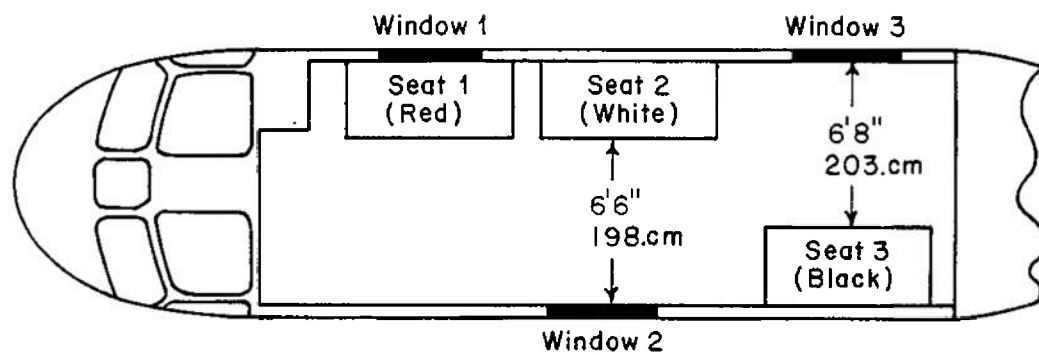 Window 1
Window 3
Seat 1
(Red)
Seat 2
(White)
6'8"
203.cm
6'6"
198.cm
Seat 3
(Black)
Window 2